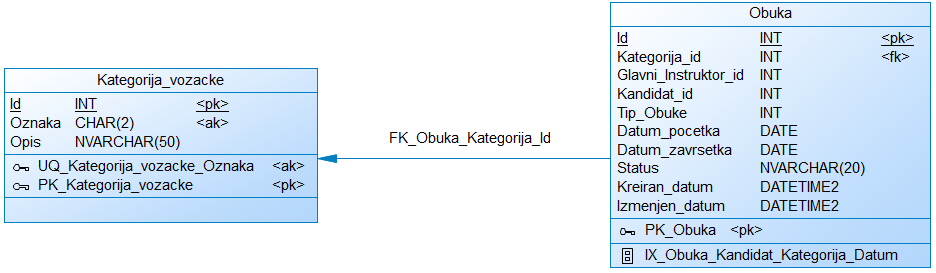 Kategorija_vozacke
Id INT <pk>
Oznaka CHAR(2) <ak>
Opis NVARCHAR(50)
UQ_Kategorija_vozacke_Oznaka <ak>
PK_Kategorija_vozacke <pk>
FK_Obuka_Kategorija_Id
Obuka
Id INT <pk>
Kategorija_id INT <fk>
Glavni_Instruktor_id INT
Kandidat_id INT
Tip_Obuke INT
Datum_pocetka DATE
Datum_zavrsetka DATE
Status NVARCHAR(20)
Kreiran_datum DATETIME2
Izmenjen_datum DATETIME2
PK_Obuka <pk>
IX_Obuka_Kandidat_Kategorija_Datum